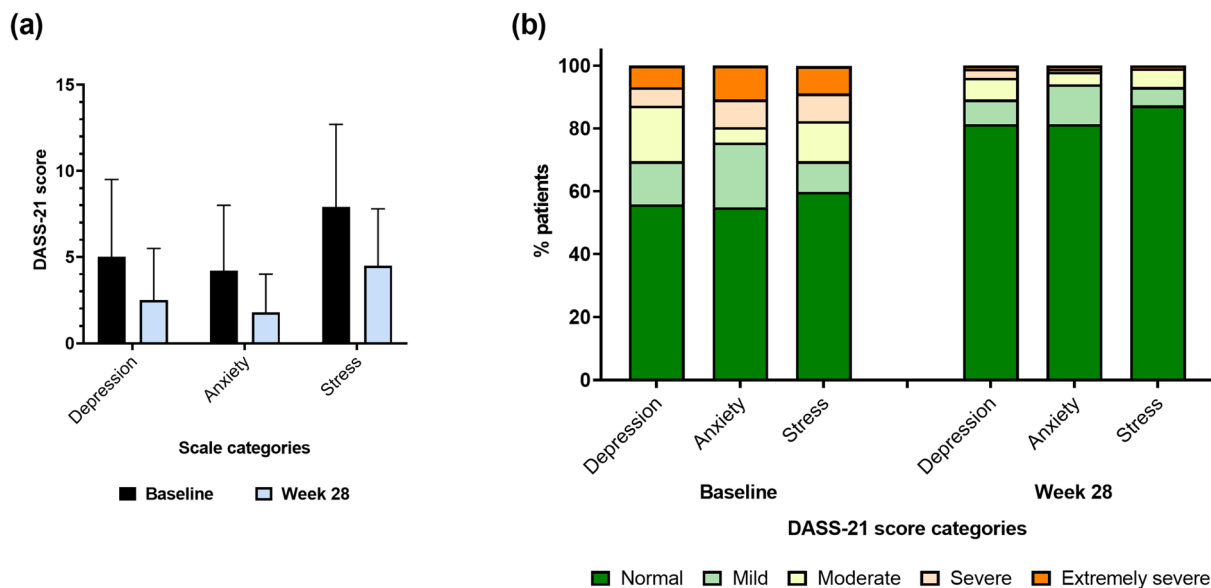 (a)
15
10
5
0
DASS-21 score
Depression
Anxiety
Stress
Scale categories
Baseline
Week 28
(b)
100
80
60
40
20
0
% patients
Depression
Anxiety
Stress
Depression
Anxiety
Stress
Baseline
Week 28
DASS-21 score categories
Normal
Mild
Moderate
Severe
Extremely severe